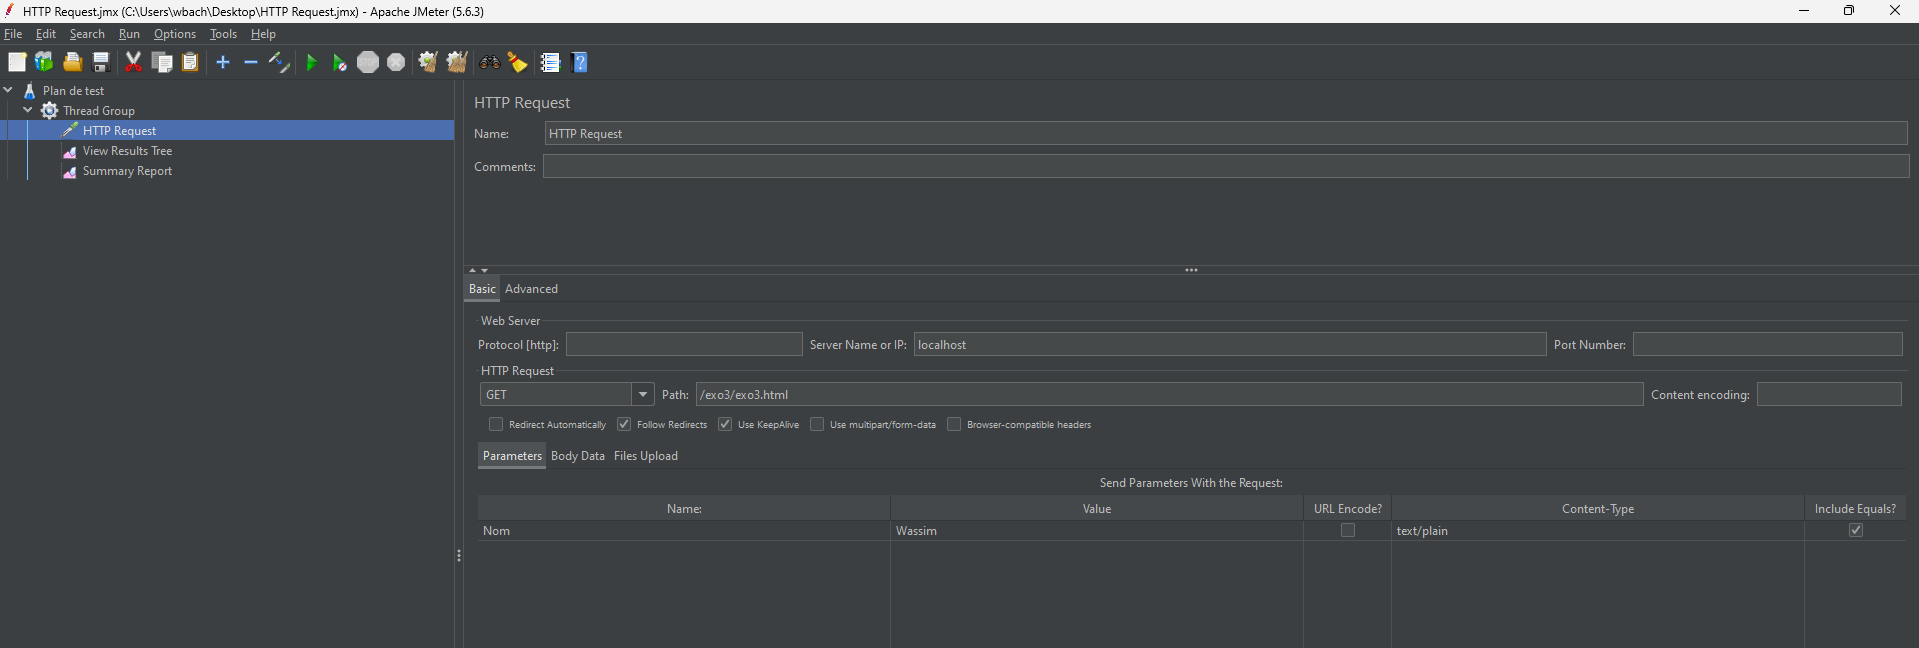 HTTP Request.jmx (C:\Users\wbach\Desktop\HTTP Request.jmx) - Apache JMeter (5.6.3)
File Edit Search Run Options Tools Help
STOP
Plan de test
Thread Group
HTTP Request
View Results Tree
Summary Report
HTTP Request
Name: HTTP Request
Comments:
Basic Advanced
Web Server
Protocol [http]: Server Name or IP: localhost Port Number:
HTTP Request
GET Path: /exo3/exo3.html Content encoding:
Redirect Automatically Follow Redirects Use KeepAlive Use multipart/form-data Browser-compatible headers
Parameters Body Data Files Upload
Send Parameters With the Request:
Name: Value URL Encode? Content-Type Include Equals?
Nom Wassim text/plain